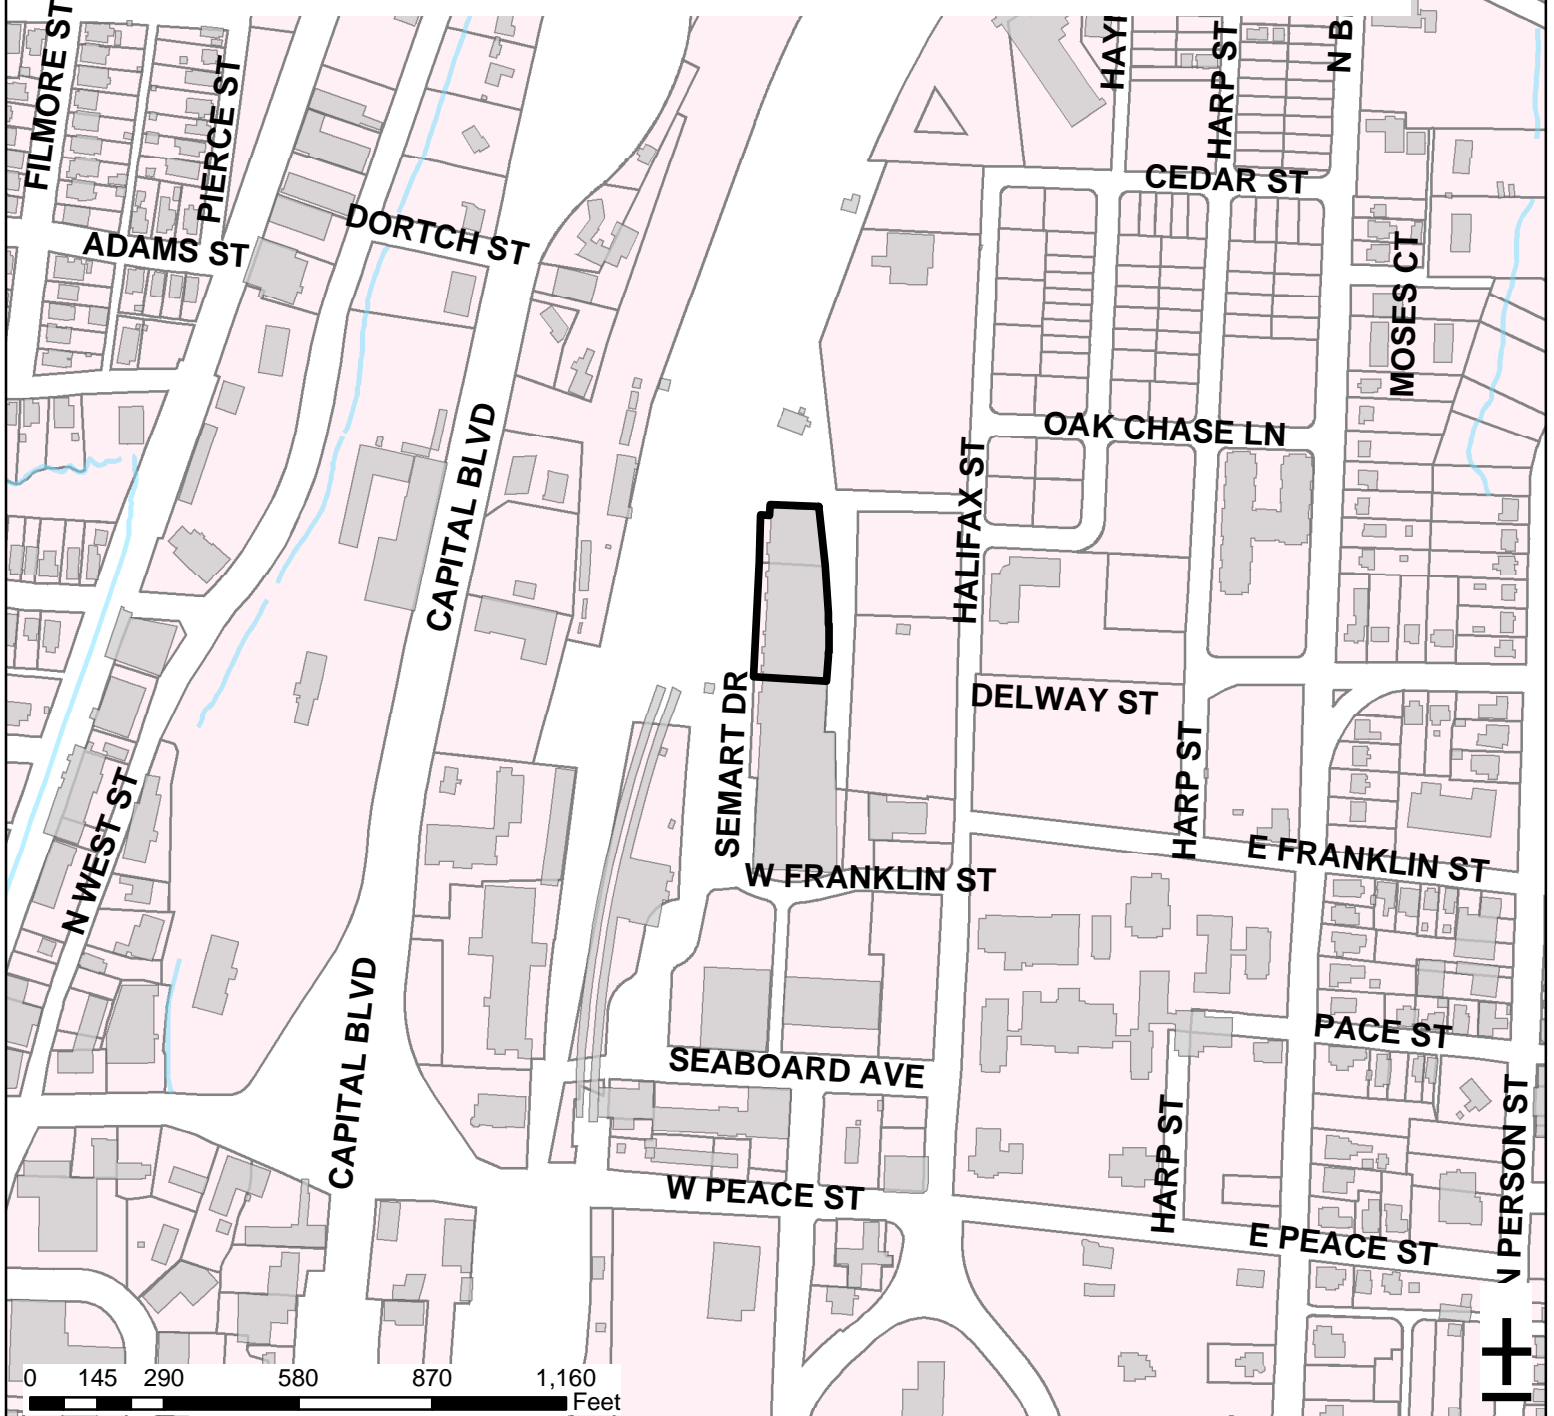 FILMORE ST
PIERCE ST
HARP ST
N B
CEDAR ST
ADAMS ST
DORTCH ST
MOSES CT
OAK CHASE LN
CAPITAL BLVD
HALIFAX ST
DELWAY ST
SEMART DR
HARP ST
N WEST ST
E FRANKLIN ST
W FRANKLIN ST
CAPITAL BLVD
PACE ST
SEABOARD AVE
HARP ST
N PERSON ST
W PEACE ST
E PEACE ST
0 145 290 580 870 1,160
Feet